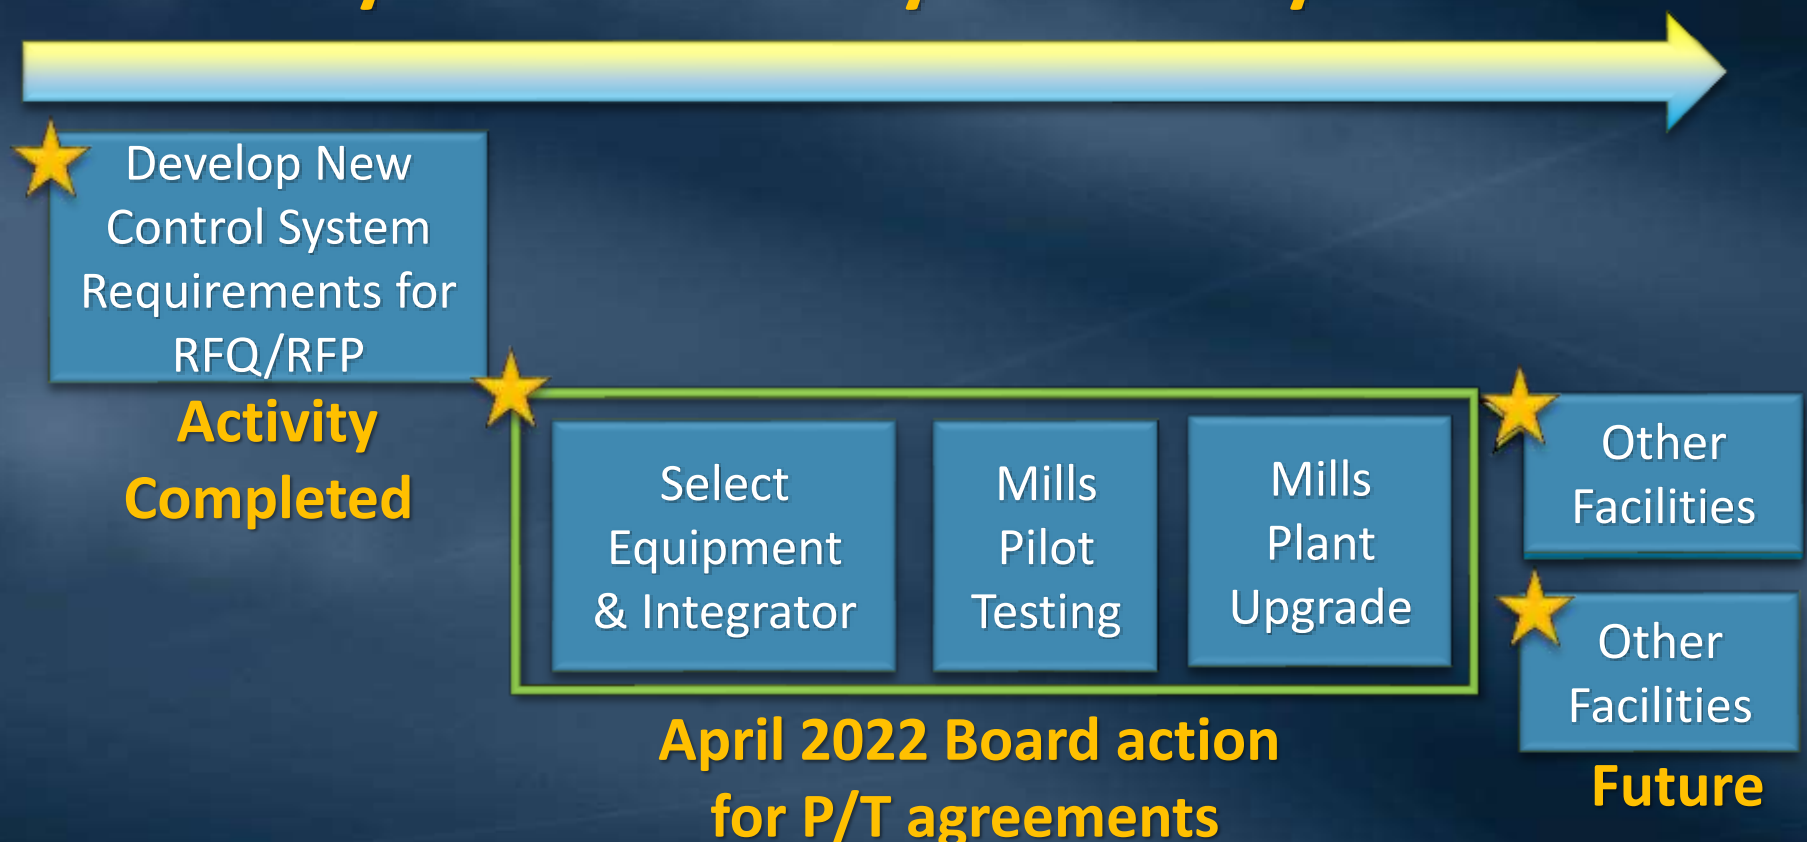 Develop New
Control System
Requirements for
RFQ/RFP
Activity
Completed
Select
Equipment
& Integrator
Mills
Pilot
Testing
Mills
Plant
Upgrade
April 2022 Board action
for P/T agreements
Other
Facilities
Other
Facilities
Future